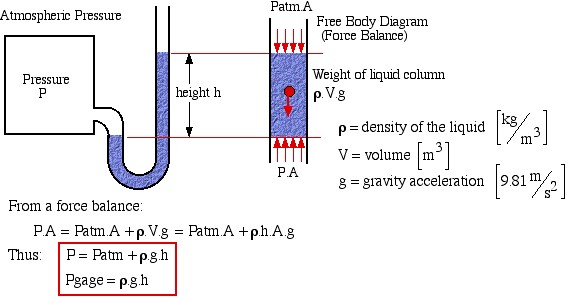 Atmospheric Pressure
Pressure
P
height h
Patm.A
Free Body Diagram
(Force Balance)
Weight of liquid column
ρ.V.g
P.A
ρ = density of the liquid [kg/m³]
V = volume [m³]
g = gravity acceleration [9.81 m/s²]
From a force balance:
P.A = Patm.A + ρ.V.g = Patm.A + ρ.h.A.g
Thus: P = Patm + ρ.g.h
Pgage = ρ.g.h